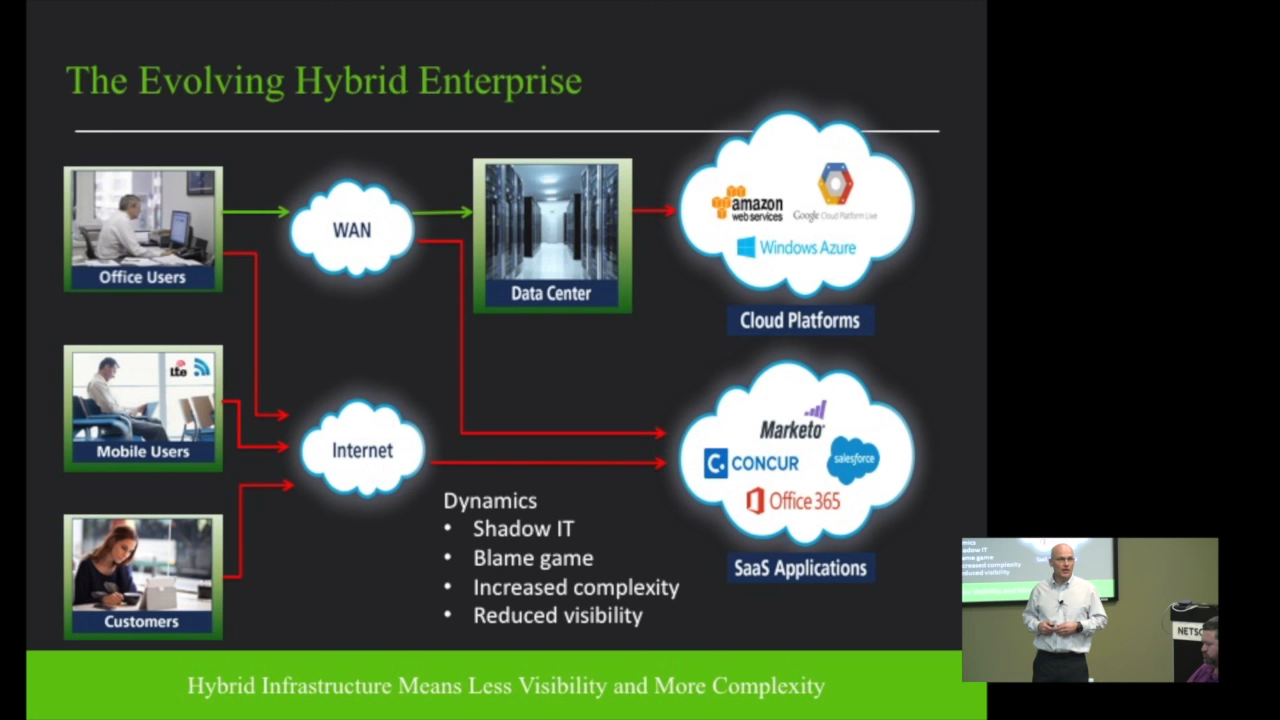 The Evolving Hybrid Enterprise
Office Users
WAN
Data Center
amazon
web services
Google Cloud Platform Live
Windows Azure
Cloud Platforms
lte
Mobile Users
Internet
Marketo
CONCUR
salesforce
Office 365
SaaS Applications
Customers
Dynamics
• Shadow IT
• Blame game
• Increased complexity
• Reduced visibility
Hybrid Infrastructure Means Less Visibility and More Complexity